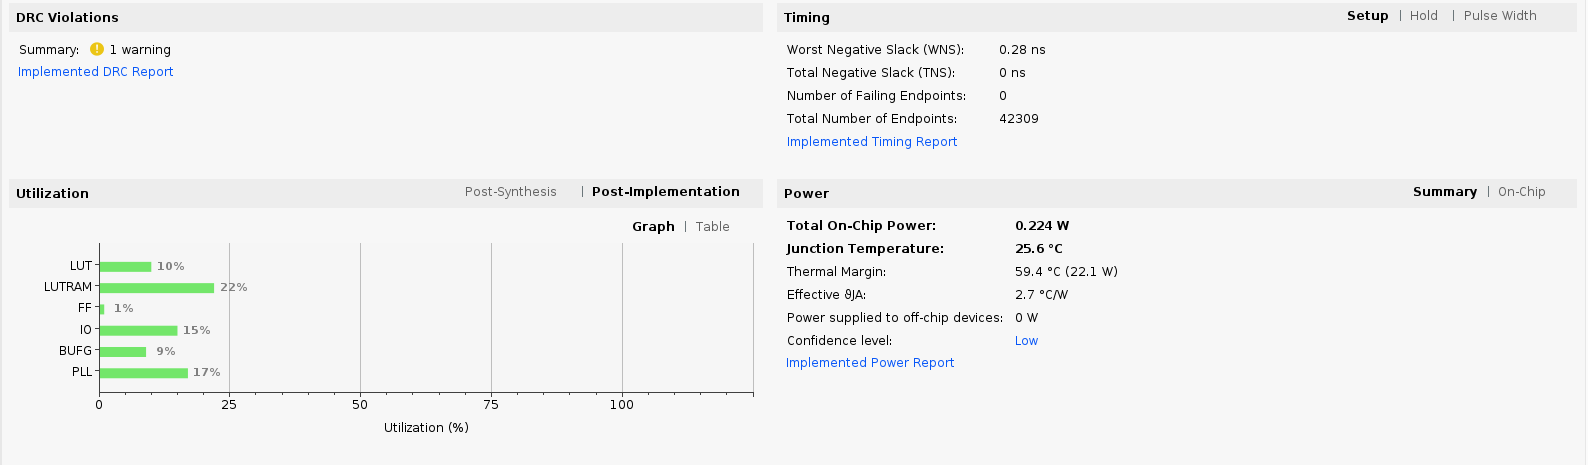 DRC Violations
Summary: 1 warning
Implemented DRC Report
Timing Setup | Hold | Pulse Width
Worst Negative Slack (WNS): 0.28 ns
Total Negative Slack (TNS): 0 ns
Number of Failing Endpoints: 0
Total Number of Endpoints: 42309
Implemented Timing Report
Utilization Post-Synthesis | Post-Implementation
Graph | Table
LUT 10%
LUTRAM 22%
FF 1%
IO 15%
BUFG 9%
PLL 17%
0 25 50 75 100
Utilization (%)
Power Summary | On-Chip
Total On-Chip Power: 0.224 W
Junction Temperature: 25.6 °C
Thermal Margin: 59.4 °C (22.1 W)
Effective ϑJA: 2.7 °C/W
Power supplied to off-chip devices: 0 W
Confidence level: Low
Implemented Power Report